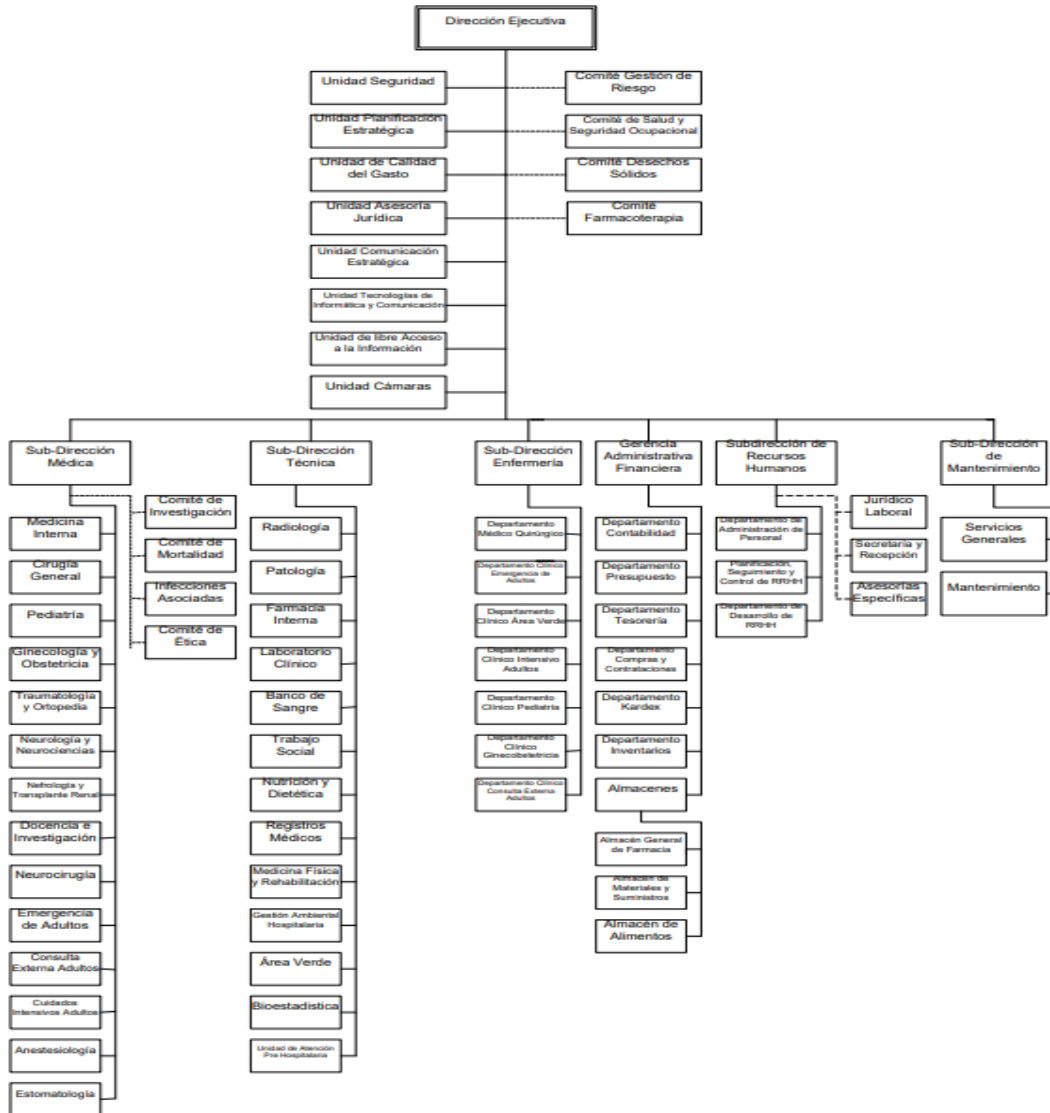 Dirección Ejecutiva
Unidad Seguridad
Comité Gestión de
Riesgo
Unidad Planificación
Estratégica
Comité de Salud y
Seguridad Ocupacional
Unidad de Calidad
del Gasto
Comité Desechos
Sólidos
Unidad Asesoría
Jurídica
Comité
Farmacoterapia
Unidad Comunicación
Estratégica
Unidad Tecnologías de
Informática y Comunicación
Unidad de libre Acceso
a la Información
Unidad Cámaras
Sub-Dirección
Médica
Comité de
Investigación
Comité de
Mortalidad
Infecciones
Asociadas
Comité de
Ética
Medicina
Interna
Cirugía
General
Pediatría
Ginecología y
Obstetricia
Traumatología
y Ortopedia
Neurología y
Neurociencias
Nefrología y
Transplante Renal
Docencia e
Investigación
Neurocirugía
Emergencia
de Adultos
Consulta
Externa Adultos
Cuidados
Intensivos Adultos
Anestesiología
Estomatología
Sub-Dirección
Técnica
Radiología
Patología
Farmacia
Interna
Laboratorio
Clínico
Banco de
Sangre
Trabajo
Social
Nutrición y
Dietética
Registros
Médicos
Medicina Física
y Rehabilitación
Gestión Ambiental
Hospitalaria
Área Verde
Bioestadística
Unidad de Atención
Pre Hospitalaria
Sub-Dirección
Enfermería
Departamento
Médico Quirúrgico
Departamento Clínico
Emergencia de
Adultos
Departamento
Clínico Área Verde
Departamento
Clínico Intensivo
Adultos
Departamento
Clínico Pediatría
Departamento
Clínico
Ginecobstetricia
Departamento Clínico
Consulta Externa
Adultos
Gerencia
Administrativa
Financiera
Departamento
Contabilidad
Departamento
Presupuesto
Departamento
Tesorería
Departamento
Compras y
Contrataciones
Departamento
Kardex
Departamento
Inventarios
Almacenes
Almacén General
de Farmacia
Almacén de
Materiales y
Suministros
Almacén de
Alimentos
Subdirección de
Recursos
Humanos
Departamento de
Administración de
Personal
Planificación,
Seguimiento y
Control de RRHH
Departamento de
Desarrollo de
RRHH
Jurídico
Laboral
Secretaría y
Recepción
Asesorías
Específicas
Sub-Dirección
de
Mantenimiento
Servicios
Generales
Mantenimiento